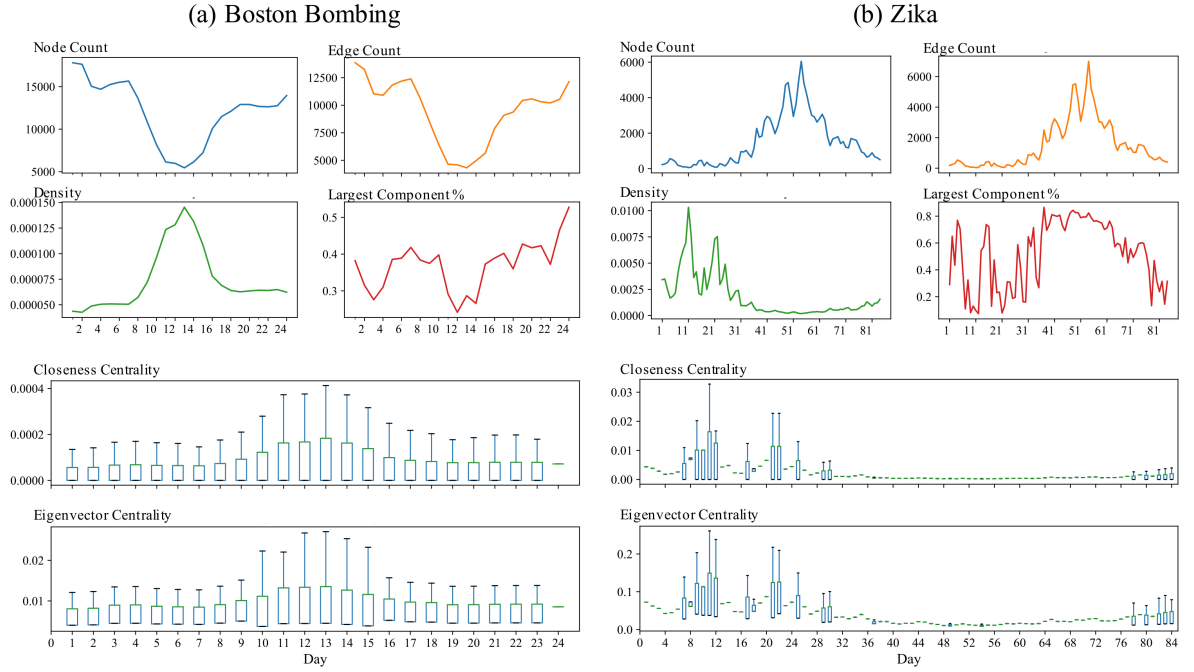 (a) Boston Bombing
(b) Zika
Node Count
15000
10000
5000
Edge Count
12500
10000
7500
5000
Density
0.000150
0.000125
0.000100
0.000075
0.000050
2 4 6 8 10 12 14 16 18 20 22 24
Largest Component %
0.5
0.4
0.3
2 4 6 8 10 12 14 16 18 20 22 24
Closeness Centrality
0.0004
0.0002
0.0000
Eigenvector Centrality
0.02
0.01
0 1 2 3 4 5 6 7 8 9 10 11 12 13 14 15 16 17 18 19 20 21 22 23 24
Day
Node Count
6000
4000
2000
0
Edge Count
6000
4000
2000
0
Density
0.0100
0.0075
0.0050
0.0025
0.0000
1 11 21 31 41 51 61 71 81
Largest Component %
0.8
0.6
0.4
0.2
1 11 21 31 41 51 61 71 81
Closeness Centrality
0.03
0.02
0.01
0.00
Eigenvector Centrality
0.2
0.1
0.0
0 4 8 12 16 20 24 28 32 36 40 44 48 52 56 60 64 68 72 76 80 84
Day